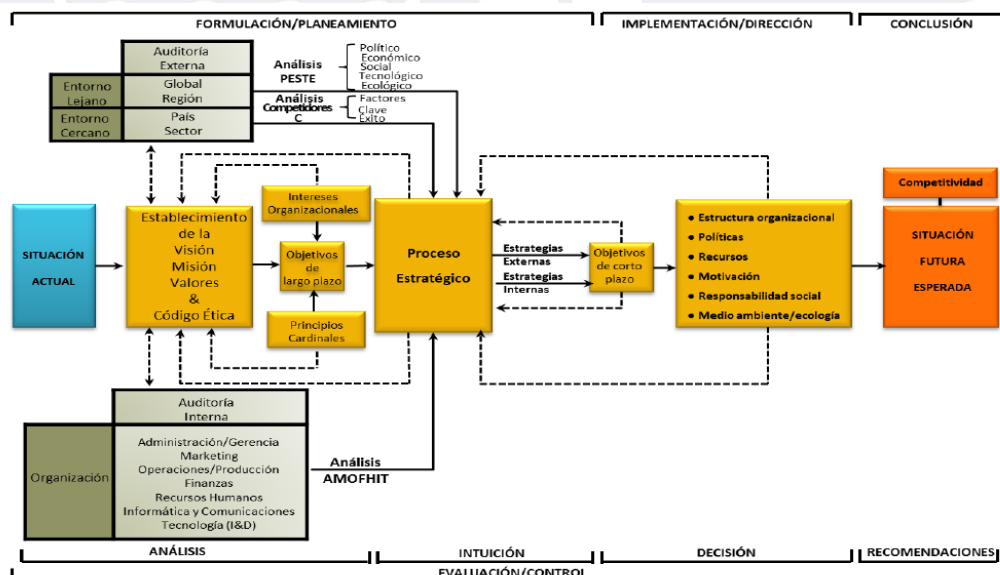 FORMULACIÓN/PLANEAMIENTO
IMPLEMENTACIÓN/DIRECCIÓN
CONCLUSIÓN
Auditoría
Externa
Entorno
Lejano
Global
Región
Entorno
Cercano
País
Sector
Análisis
PESTE
Político
Económico
Social
Tecnológico
Ecológico
Análisis
Competidores
C
Factores
Clave
Éxito
SITUACIÓN
ACTUAL
Establecimiento
de la
Visión
Misión
Valores
&
Código Ética
Intereses
Organizacionales
Objetivos
de
largo plazo
Principios
Cardinales
Proceso
Estratégico
Estrategias
Externas
Estrategias
Internas
Objetivos
de corto
plazo
• Estructura organizacional
• Políticas
• Recursos
• Motivación
• Responsabilidad social
• Medio ambiente/ecología
Competitividad
SITUACIÓN
FUTURA
ESPERADA
Auditoría
Interna
Organización
Administración/Gerencia
Marketing
Operaciones/Producción
Finanzas
Recursos Humanos
Informática y Comunicaciones
Tecnología (I&D)
Análisis
AMOFHIT
ANÁLISIS
INTUICIÓN
DECISIÓN
RECOMENDACIONES
EVALUACIÓN/CONTROL